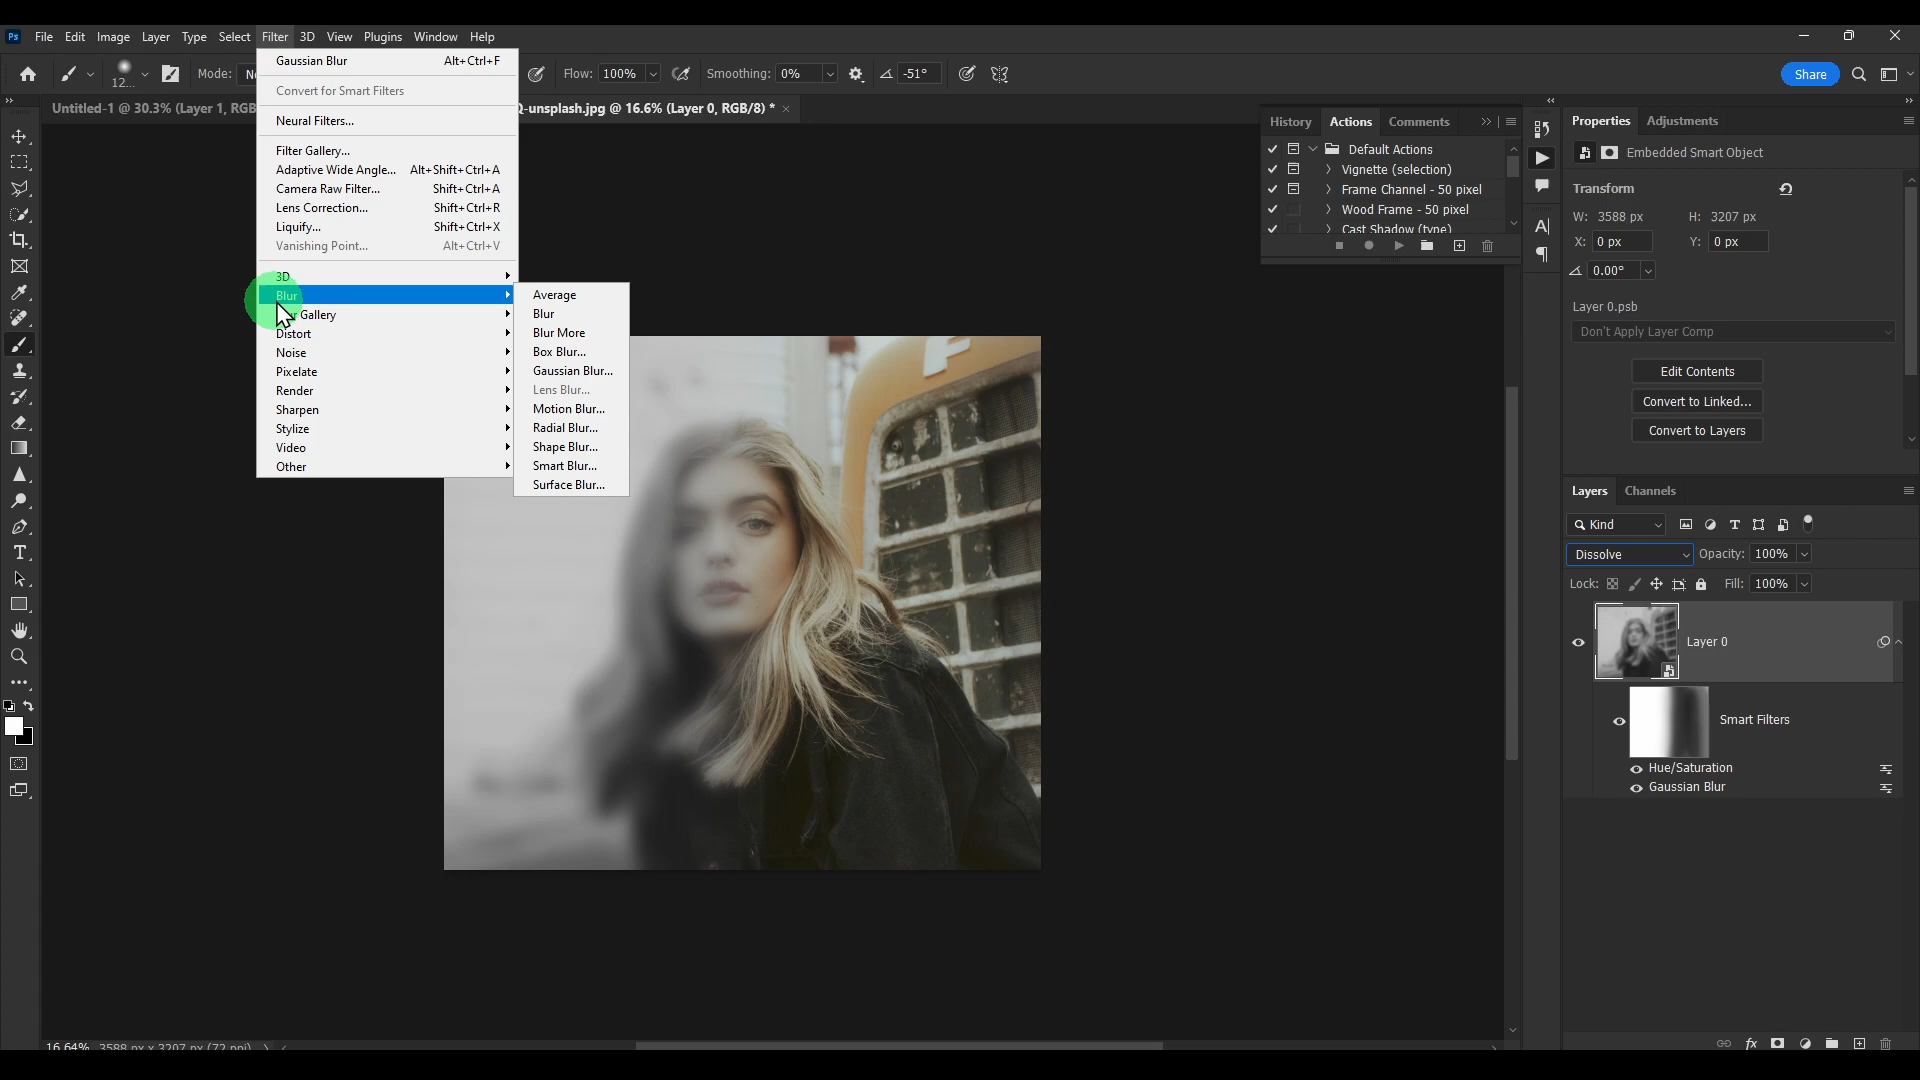 Ps File Edit Image Layer Type Select Filter 3D View Plugins Window Help
12... Mode: Flow: 100% Smoothing: 0% -51° Share
Untitled-1 @ 30.3% (Layer 1, RGB
Q-unsplash.jpg @ 16.6% (Layer 0, RGB/8) * ×
Gaussian Blur Alt+Ctrl+F
Convert for Smart Filters
Neural Filters...
Filter Gallery...
Adaptive Wide Angle... Alt+Shift+Ctrl+A
Camera Raw Filter... Shift+Ctrl+A
Lens Correction... Shift+Ctrl+R
Liquify... Shift+Ctrl+X
Vanishing Point... Alt+Ctrl+V
3D
Blur
Gallery
Distort
Noise
Pixelate
Render
Sharpen
Stylize
Video
Other
Average
Blur
Blur More
Box Blur...
Gaussian Blur...
Lens Blur...
Motion Blur...
Radial Blur...
Shape Blur...
Smart Blur...
Surface Blur...
F
History Actions Comments
Default Actions
Vignette (selection)
Frame Channel - 50 pixel
Wood Frame - 50 pixel
Cast Shadow (type)
Properties Adjustments
Embedded Smart Object
Transform
W: 3588 px H: 3207 px
X: 0 px Y: 0 px
0.00°
Layer 0.psb
Don't Apply Layer Comp
Edit Contents
Convert to Linked...
Convert to Layers
Layers Channels
Kind
Dissolve Opacity: 100%
Lock: Fill: 100%
Layer 0
Smart Filters
Hue/Saturation
Gaussian Blur
16.64% 3588 px x 3207 px (72 ppi)